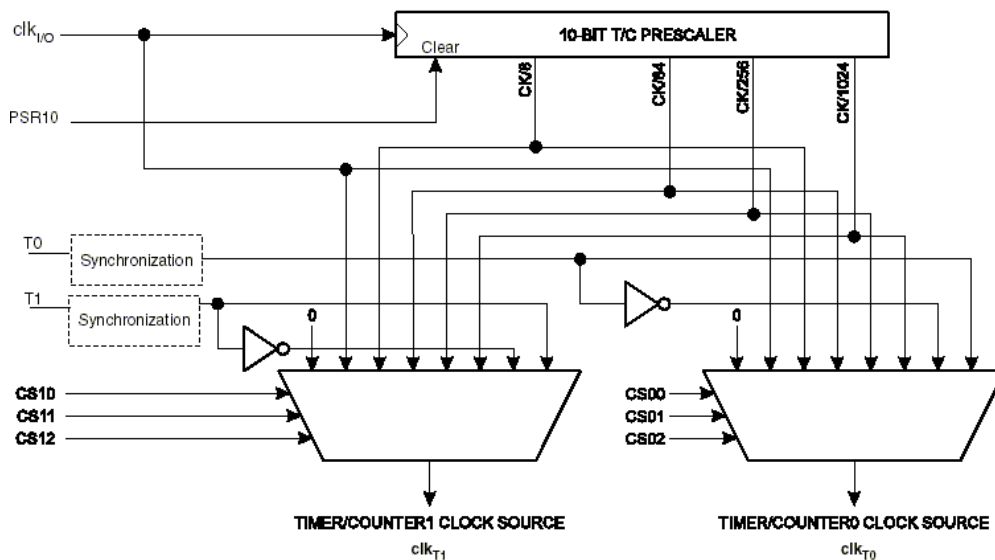 clkI/O
10-BIT T/C PRESCALER
Clear
PSR10
CK/8
CK/64
CK/256
CK/1024
T0
Synchronization
T1
Synchronization
0
0
CS10
CS11
CS12
CS00
CS01
CS02
TIMER/COUNTER1 CLOCK SOURCE
clkT1
TIMER/COUNTER0 CLOCK SOURCE
clkT0